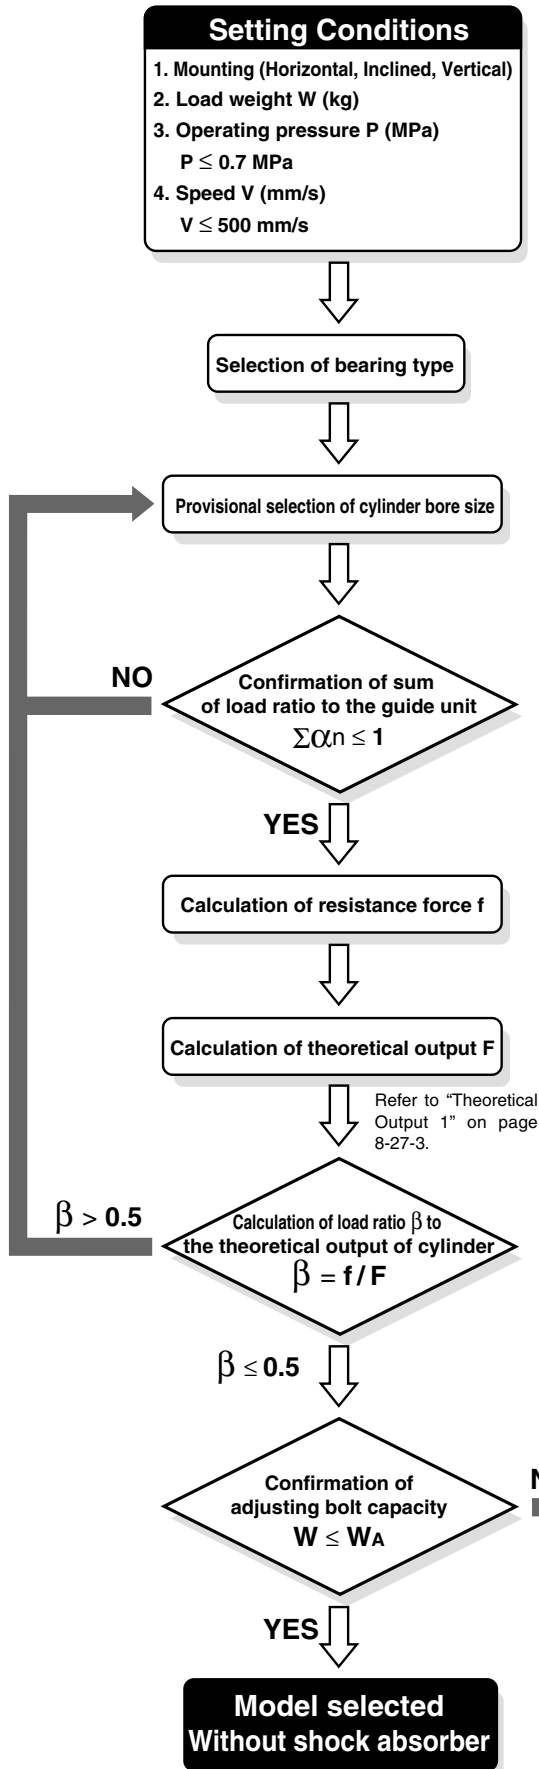 Setting Conditions
1. Mounting (Horizontal, Inclined, Vertical)
2. Load weight W (kg)
3. Operating pressure P (MPa)
P ≤ 0.7 MPa
4. Speed V (mm/s)
V ≤ 500 mm/s
Selection of bearing type
Provisional selection of cylinder bore size
NO
Confirmation of sum
of load ratio to the guide unit
Σαn ≤ 1
YES
Calculation of resistance force f
Calculation of theoretical output F
Refer to “Theoretical
Output 1” on page
8-27-3.
β > 0.5
Calculation of load ratio β to
the theoretical output of cylinder
β = f / F
β ≤ 0.5
Confirmation of
adjusting bolt capacity
W ≤ WA
YES
Model selected
Without shock absorber